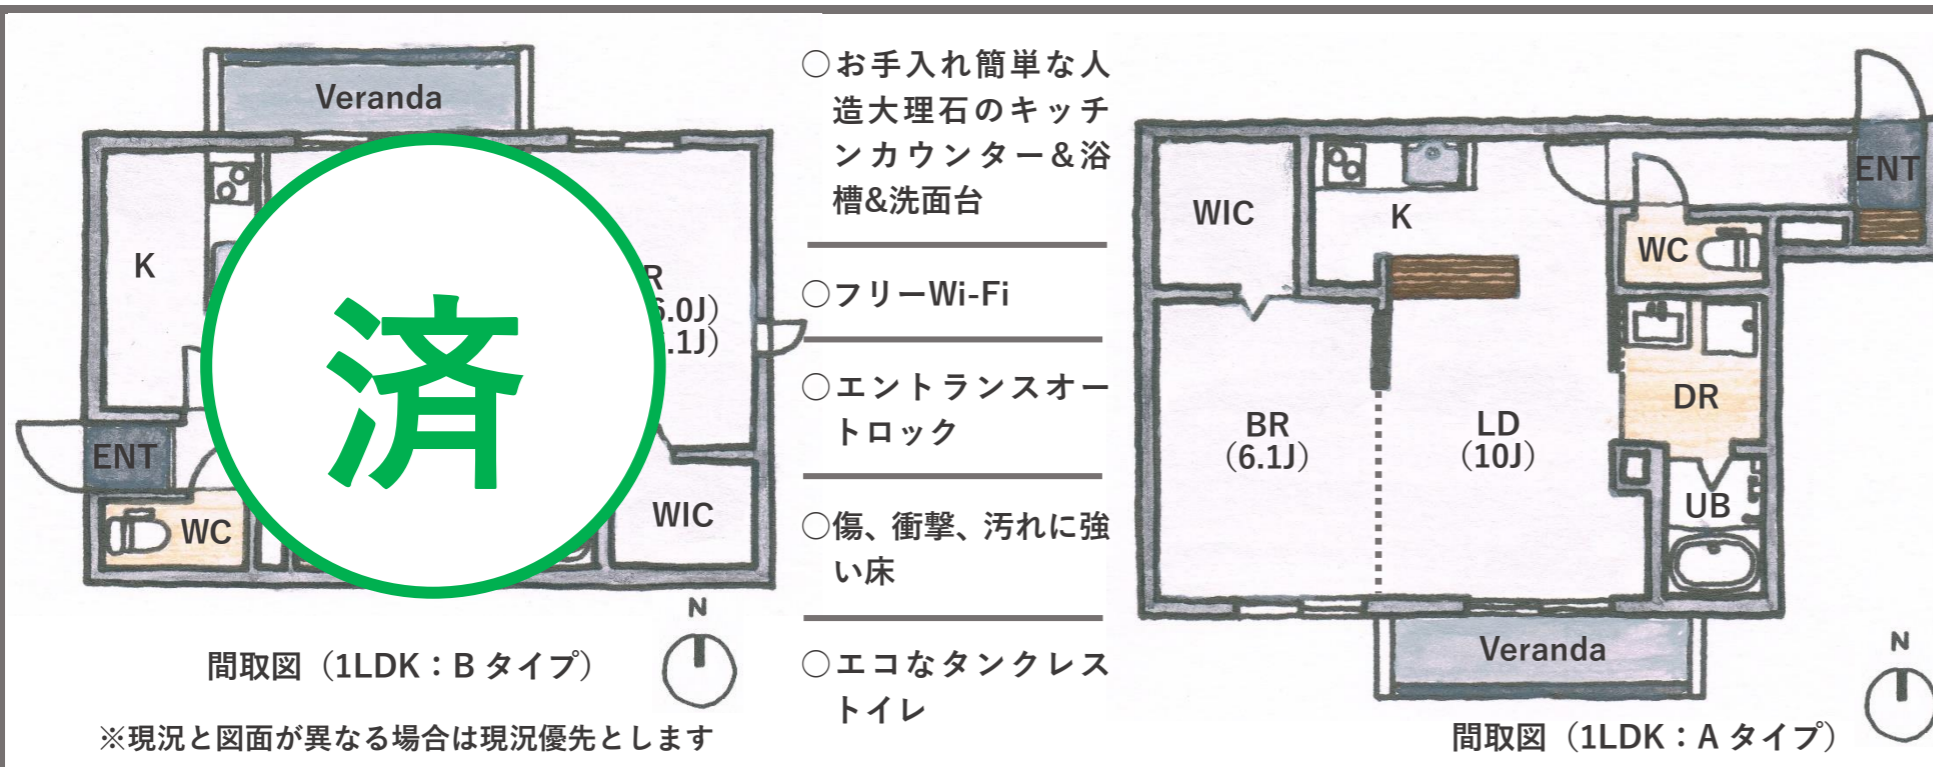 Veranda
K
R
6.0J）
.1J）
済
ENT
WC
WIC
N
間取図（1LDK：B タイプ）
※現況と図面が異なる場合は現況優先とします
○お手入れ簡単な人
造大理石のキッチ
ンカウンター＆浴
槽&洗面台
○フリーWi-Fi
○エントランスオー
トロック
○傷、衝撃、汚れに強
い床
○エコなタンクレス
トイレ
WIC
K
ENT
WC
BR
（6.1J）
LD
（10J）
DR
UB
Veranda
N
間取図（1LDK：A タイプ）